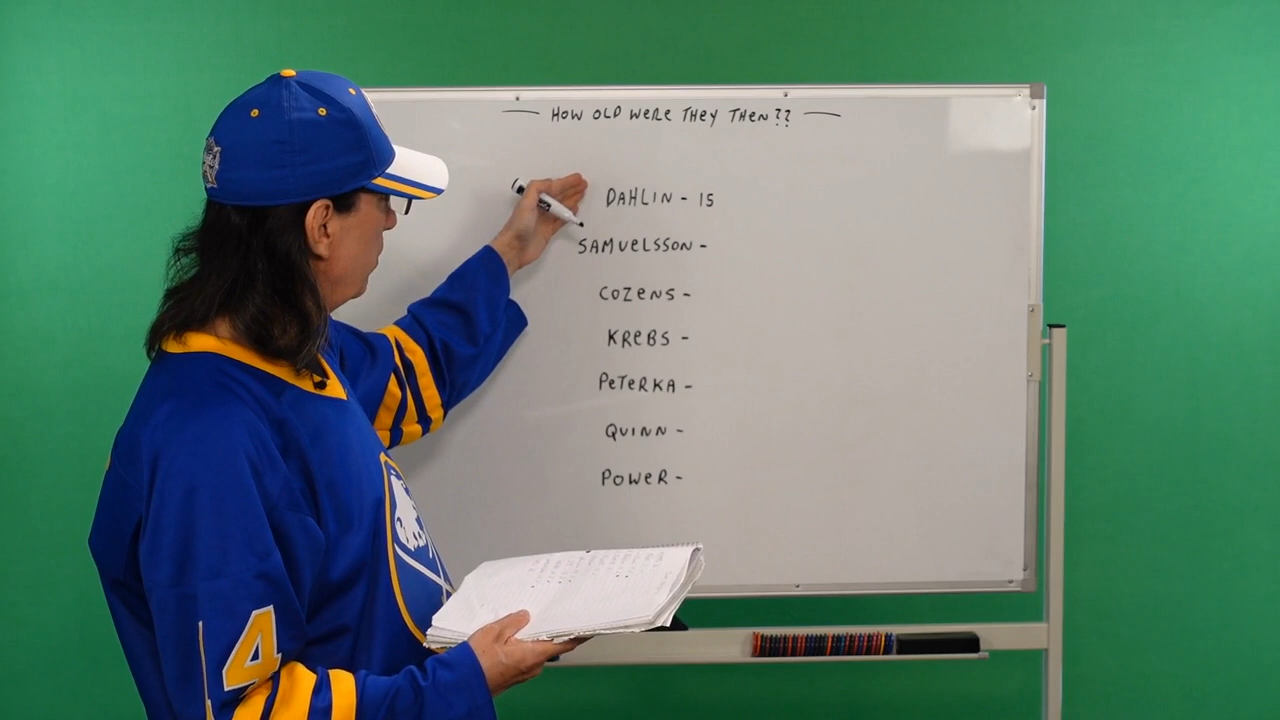 — HOW OLD WERE THEY THEN?? —
DAHLIN - 15
SAMUELSSON -
COZENS -
KREBS -
PETERKA -
QUINN -
POWER -
4